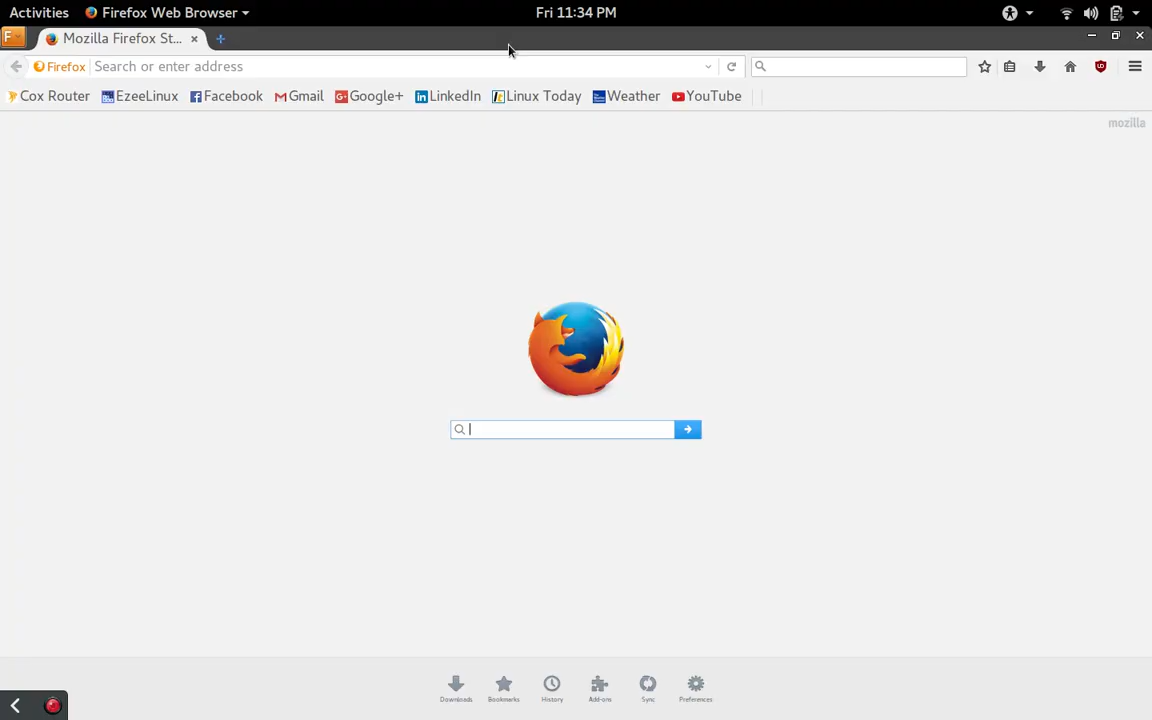 Activities Firefox Web Browser Fri 11:34 PM
F Mozilla Firefox St...
Firefox Search or enter address
Cox Router EzeeLinux Facebook Gmail Google+ LinkedIn Linux Today Weather YouTube
mozilla
Downloads Bookmarks History Add-ons Sync Preferences